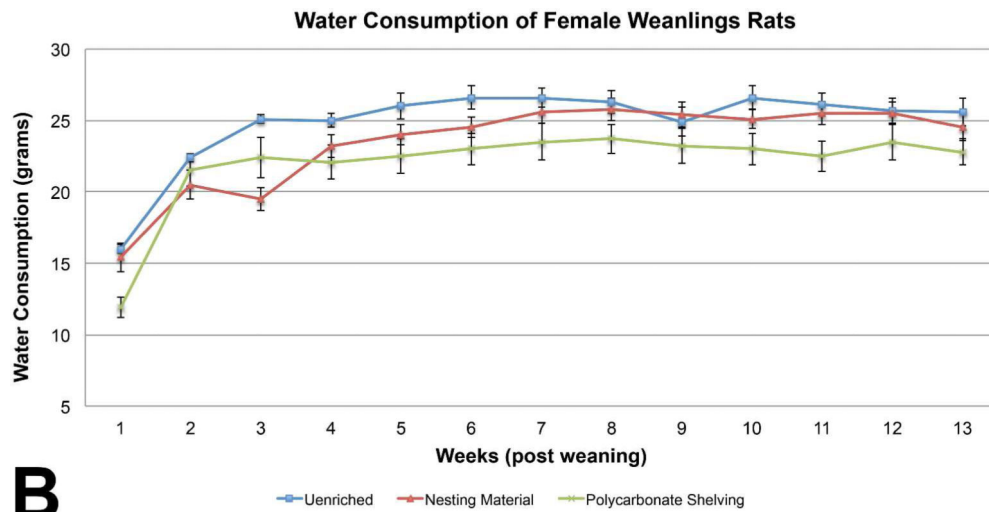 Water Consumption of Female Weanlings Rats
30
25
20
15
10
5
Water Consumption (grams)
1 2 3 4 5 6 7 8 9 10 11 12 13
Weeks (post weaning)
B
Uenriched Nesting Material Polycarbonate Shelving